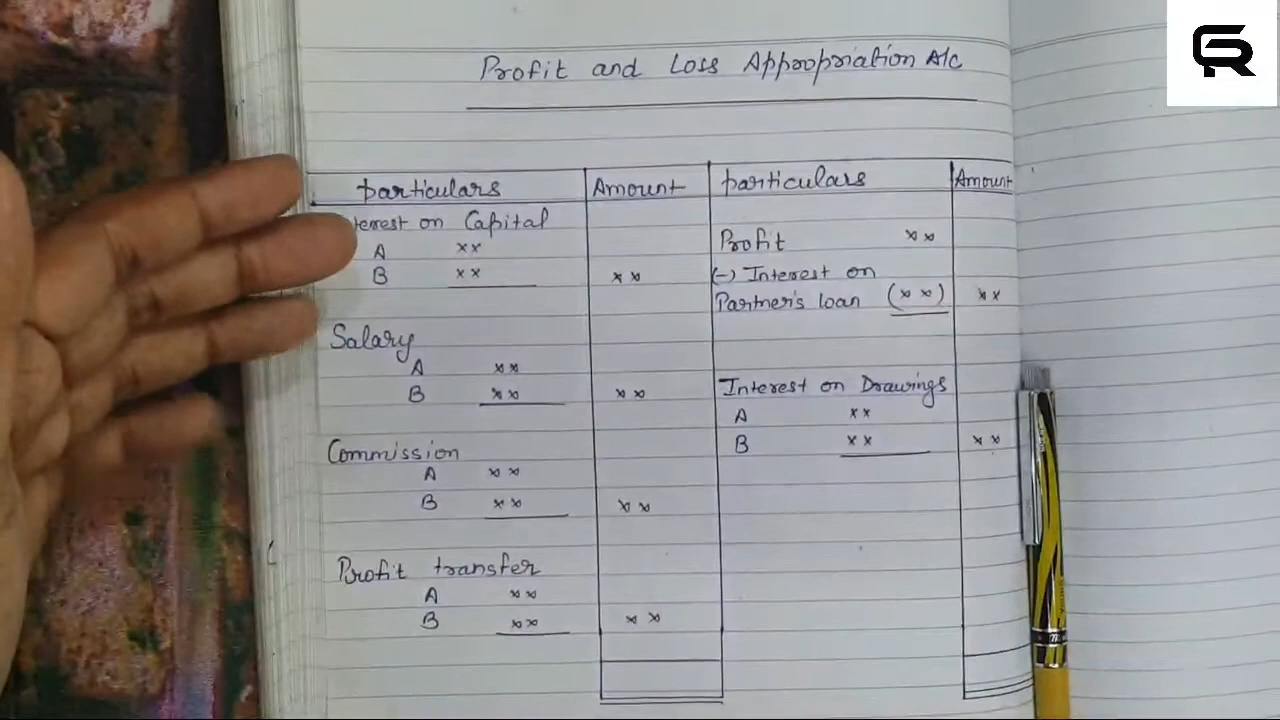 Profit and Loss Appropriation A/c
particulars Amount particulars Amount
terest on Capital
A xx
B xx xx
Salary
A xx
B xx xx
Commission
A xx
B xx xx
Profit transfer
A xx
B xx xx
Profit xx
(-) Interest on
Partner's loan (xx) xx
Interest on Drawings
A xx
B xx xx